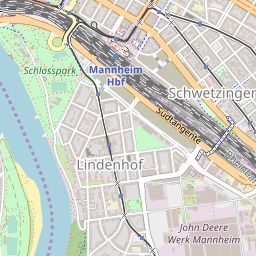 Schlosspark
Mannheim
Hbf
Schwetzinger
Südtangente
Lindenhof
John Deere
Werk Mannheim